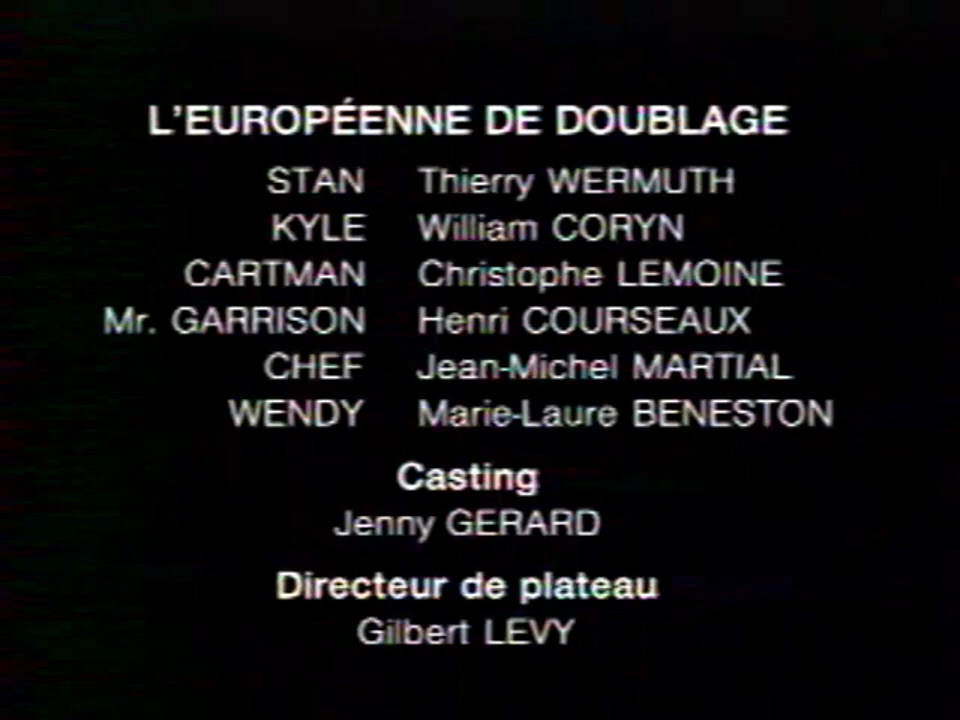 L'EUROPÉENNE DE DOUBLAGE
STAN Thierry WERMUTH
KYLE William CORYN
CARTMAN Christophe LEMOINE
Mr. GARRISON Henri COURSEAUX
CHEF Jean-Michel MARTIAL
WENDY Marie-Laure BENESTON
Casting
Jenny GERARD
Directeur de plateau
Gilbert LEVY